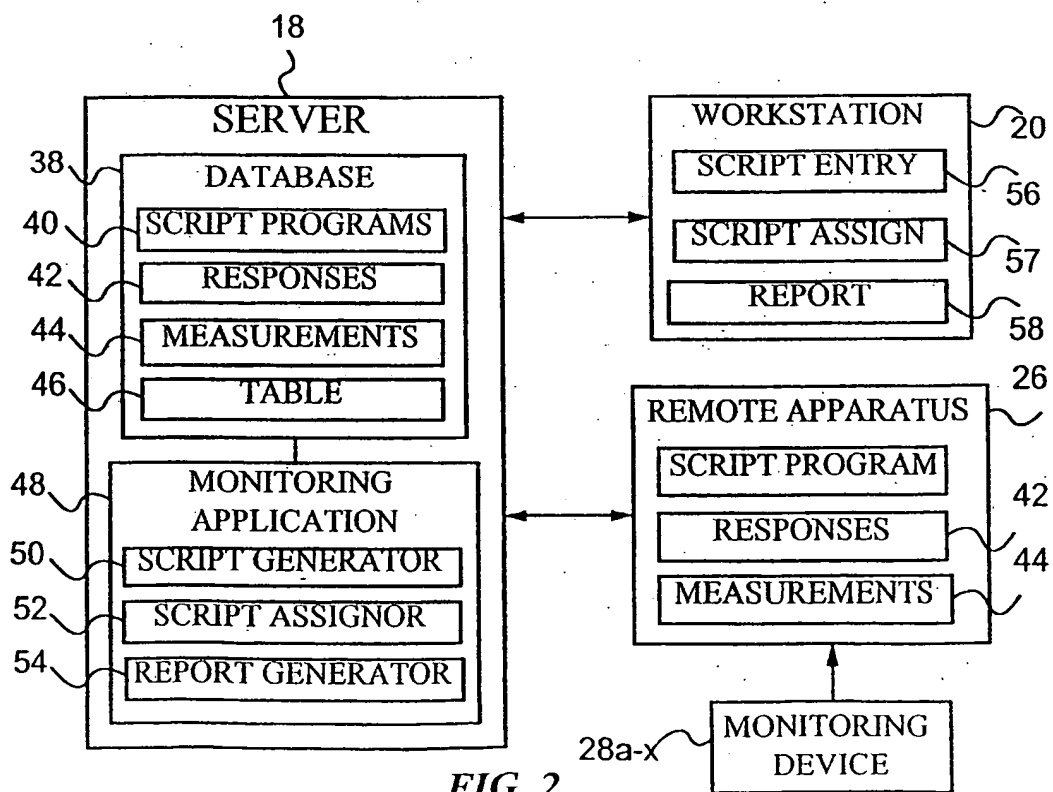 18
SERVER
38
DATABASE
40
SCRIPT PROGRAMS
42
RESPONSES
44
MEASUREMENTS
46
TABLE
48
MONITORING
APPLICATION
50
SCRIPT GENERATOR
52
SCRIPT ASSIGNOR
54
REPORT GENERATOR
WORKSTATION
20
SCRIPT ENTRY
56
SCRIPT ASSIGN
57
REPORT
58
26
REMOTE APPARATUS
SCRIPT PROGRAM
42
RESPONSES
44
MEASUREMENTS
28a-x
MONITORING
DEVICE
FIG. 2